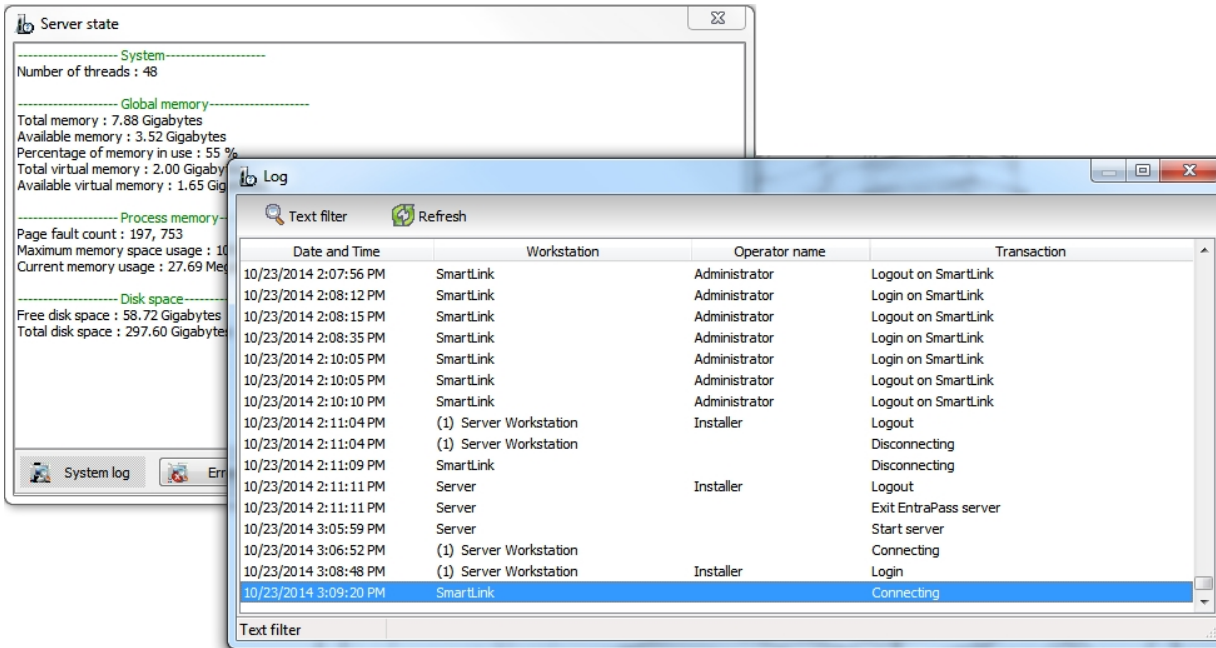 Server state
-------------------- System--------------------
Number of threads : 48
-------------------- Global memory--------------------
Total memory : 7.88 Gigabytes
Available memory : 3.52 Gigabytes
Percentage of memory in use : 55 %
Total virtual memory : 2.00
Available virtual memory : 1.65
-------------------- Process memory
Page fault count : 197, 753
Maximum memory space usage :
Current memory usage : 27.69
-------------------- Disk space
Free disk space : 58.72 Gigabytes
Total disk space : 297.60
System log
Log
Text filter Refresh
Date and Time Workstation Operator name Transaction
10/23/2014 2:07:56 PM SmartLink Administrator Logout on SmartLink
10/23/2014 2:08:12 PM SmartLink Administrator Login on SmartLink
10/23/2014 2:08:15 PM SmartLink Administrator Logout on SmartLink
10/23/2014 2:08:35 PM SmartLink Administrator Login on SmartLink
10/23/2014 2:10:05 PM SmartLink Administrator Login on SmartLink
10/23/2014 2:10:05 PM SmartLink Administrator Logout on SmartLink
10/23/2014 2:10:10 PM SmartLink Administrator Logout on SmartLink
10/23/2014 2:11:04 PM (1) Server Workstation Installer Logout
10/23/2014 2:11:04 PM (1) Server Workstation Disconnecting
10/23/2014 2:11:09 PM SmartLink Disconnecting
10/23/2014 2:11:11 PM Server Installer Logout
10/23/2014 2:11:11 PM Server Exit EntraPass server
10/23/2014 3:05:59 PM Server Start server
10/23/2014 3:06:52 PM (1) Server Workstation Connecting
10/23/2014 3:08:48 PM (1) Server Workstation Installer Login
10/23/2014 3:09:20 PM SmartLink Connecting
Text filter